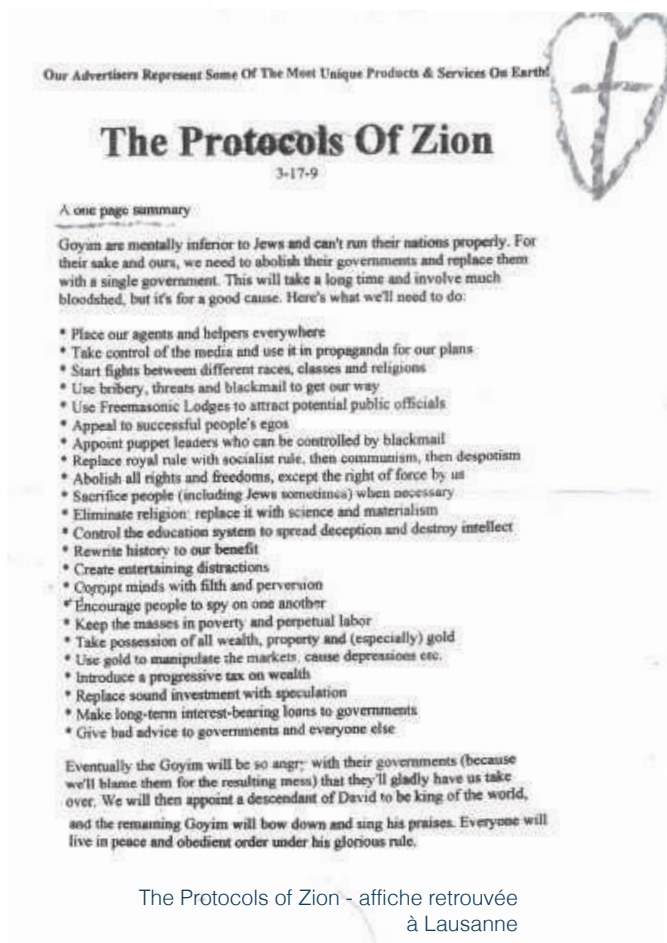 Our Advertisers Represent Some Of The Most Unique Products & Services On Earth!
The Protocols Of Zion
3-17-9
A one page summary
Goyim are mentally inferior to Jews and can't run their nations properly. For
their sake and ours, we need to abolish their governments and replace them
with a single government. This will take a long time and involve much
bloodshed, but it's for a good cause. Here's what we'll need to do:
* Place our agents and helpers everywhere
* Take control of the media and use it in propaganda for our plans
* Start fights between different races, classes and religions
* Use bribery, threats and blackmail to get our way
* Use Freemasonic Lodges to attract potential public officials
* Appeal to successful people's egos
* Appoint puppet leaders who can be controlled by blackmail
* Replace royal rule with socialist rule, then communism, then despotism
* Abolish all rights and freedoms, except the right of force by us
* Sacrifice people (including Jews sometimes) when necessary
* Eliminate religion; replace it with science and materialism
* Control the education system to spread deception and destroy intellect
* Rewrite history to our benefit
* Create entertaining distractions
* Corrupt minds with filth and perversion
* Encourage people to spy on one another
* Keep the masses in poverty and perpetual labor
* Take possession of all wealth, property and (especially) gold
* Use gold to manipulate the markets, cause depressions etc.
* Introduce a progressive tax on wealth
* Replace sound investment with speculation
* Make long-term interest-bearing loans to governments
* Give bad advice to governments and everyone else
Eventually the Goyim will be so angry with their governments (because
we'll blame them for the resulting mess) that they'll gladly have us take
over. We will then appoint a descendant of David to be king of the world,
and the remaining Goyim will bow down and sing his praises. Everyone will
live in peace and obedient order under his glorious rule.
The Protocols of Zion - affiche retrouvée
à Lausanne